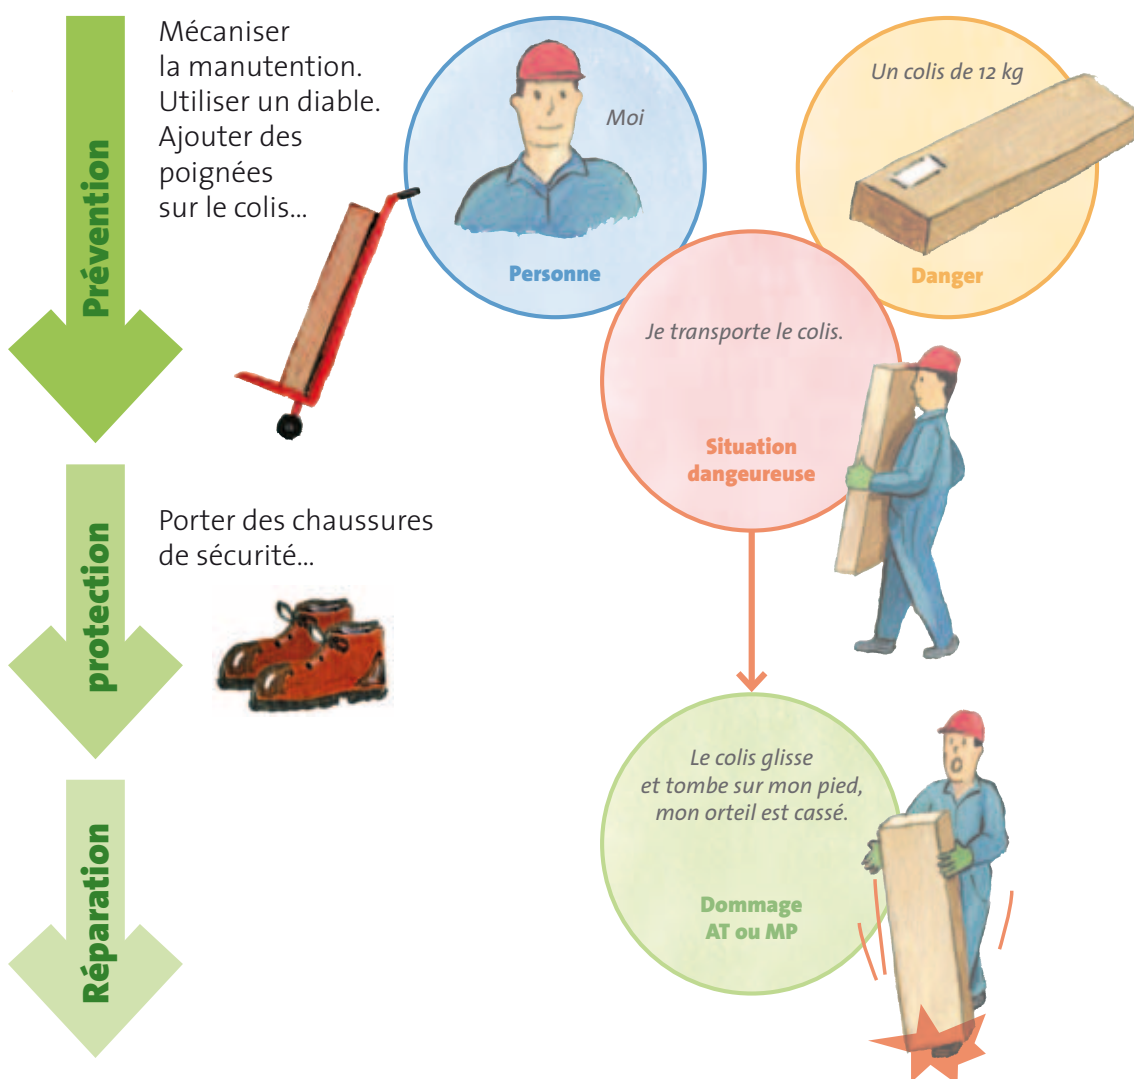 Prévention
Mécaniser
la manutention.
Utiliser un diable.
Ajouter des
poignées
sur le colis...
Moi
Personne
Un colis de 12 kg
Danger
Je transporte le colis.
Situation
dangeureuse
protection
Porter des chaussures
de sécurité...
Réparation
Le colis glisse
et tombe sur mon pied,
mon orteil est cassé.
Dommage
AT ou MP